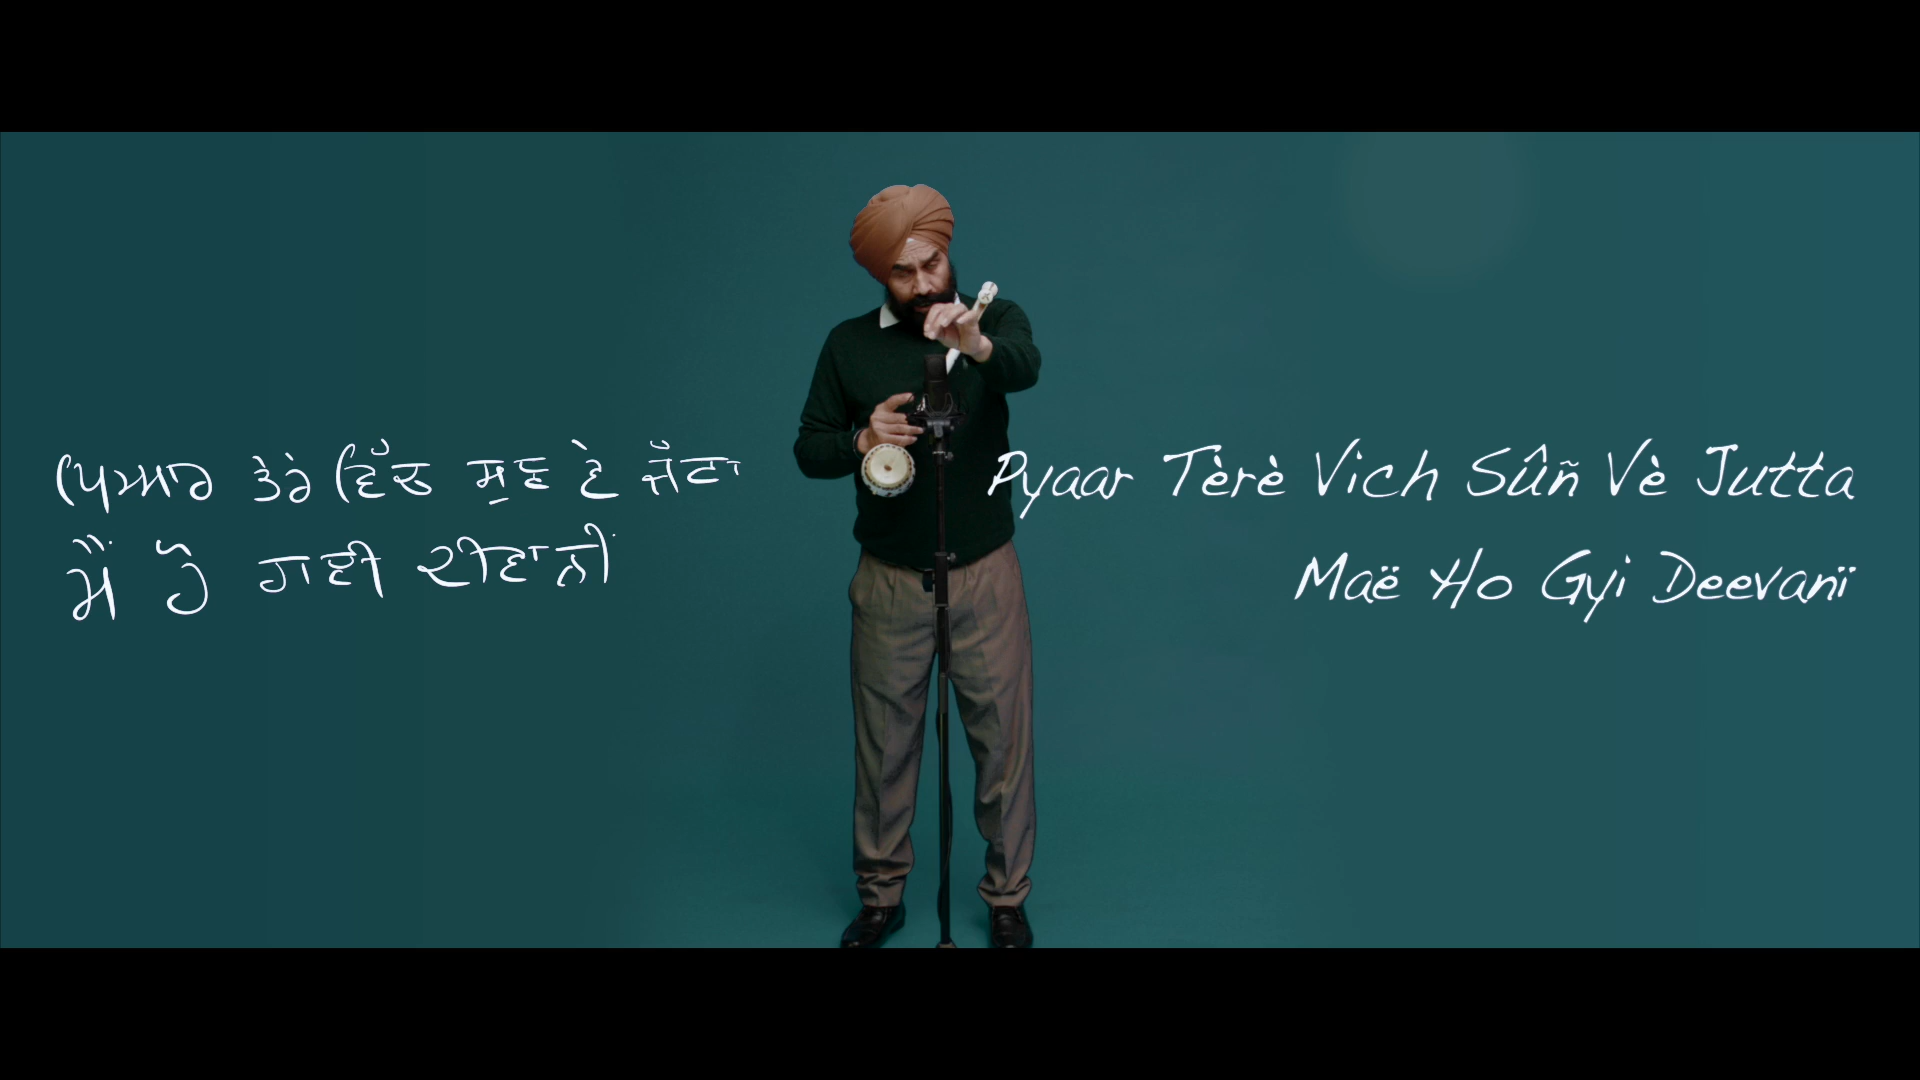 ਪਿਆਰ ਤੇਰੇ ਵਿੱਚ ਸੁਣ ਵੇ ਜੱਟਾ
ਮੈਂ ਹੋ ਗਈ ਦੀਵਾਨੀ
Pyaar Tèrè Vich Sûñ Vè Jutta
Maë Ho Gyi Deevanï